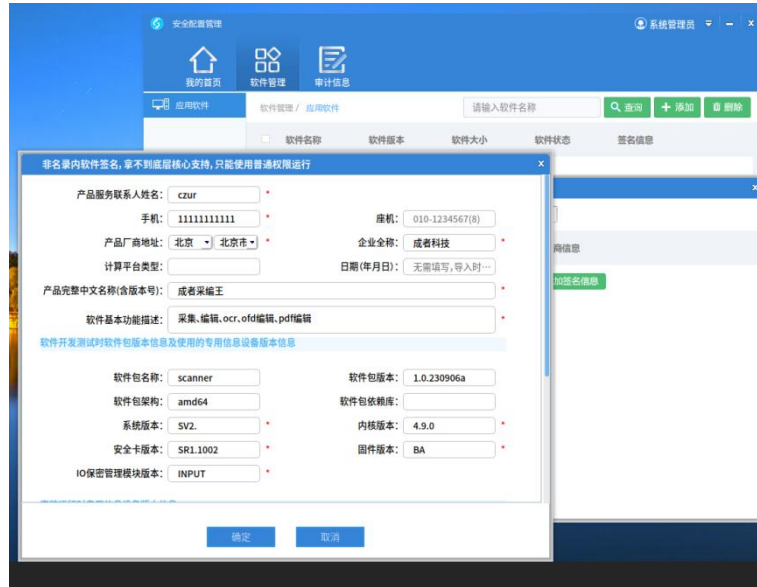 安全配置管理
系统管理员
我的首页 软件管理 审计信息
应用软件 软件管理 / 应用软件 请输入软件名称 查询 添加 删除
软件名称 软件版本 软件大小 软件状态 签名信息
非名录内软件签名,拿不到底层核心支持,只能使用普通权限运行 x
产品服务联系人姓名: czur *
手机: 11111111111 * 座机: 010-1234567(8)
产品厂商地址: 北京 北京市 * 企业全称: 成者科技 *
计算平台类型: 日期(年月日): 无需填写,导入时…
产品完整中文名称(含版本号): 成者采编王 *
软件基本功能描述: 采集、编辑、ocr、ofd编辑、pdf编辑 *
软件开发测试时软件包版本信息及使用的专用信息设备版本信息
软件包名称: scanner 软件包版本: 1.0.230906a
软件包架构: amd64 软件包依赖库:
系统版本: SV2. * 内核版本: 4.9.0 *
安全卡版本: SR1.1002 * 固件版本: BA *
IO保密管理模块版本: INPUT *
确定 取消
商信息
加签名信息